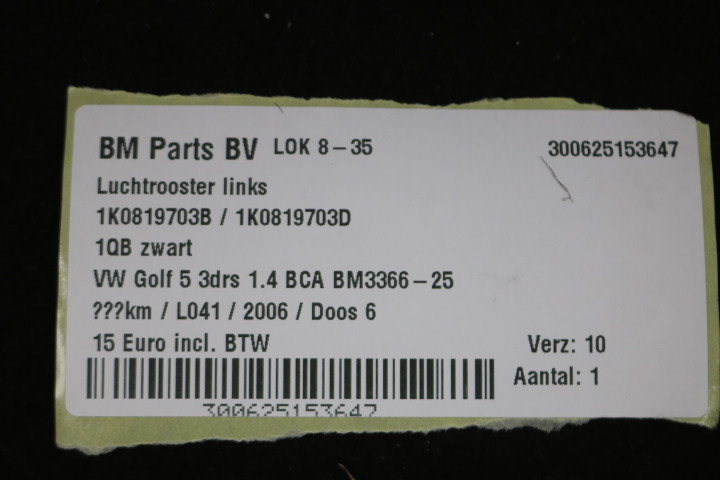 BM Parts BV LOK 8-35 300625153647
Luchtrooster links
1K0819703B / 1K0819703D
1QB zwart
VW Golf 5 3drs 1.4 BCA BM3366-25
???km / L041 / 2006 / Doos 6
15 Euro incl. BTW Verz: 10
Aantal: 1
300625153647